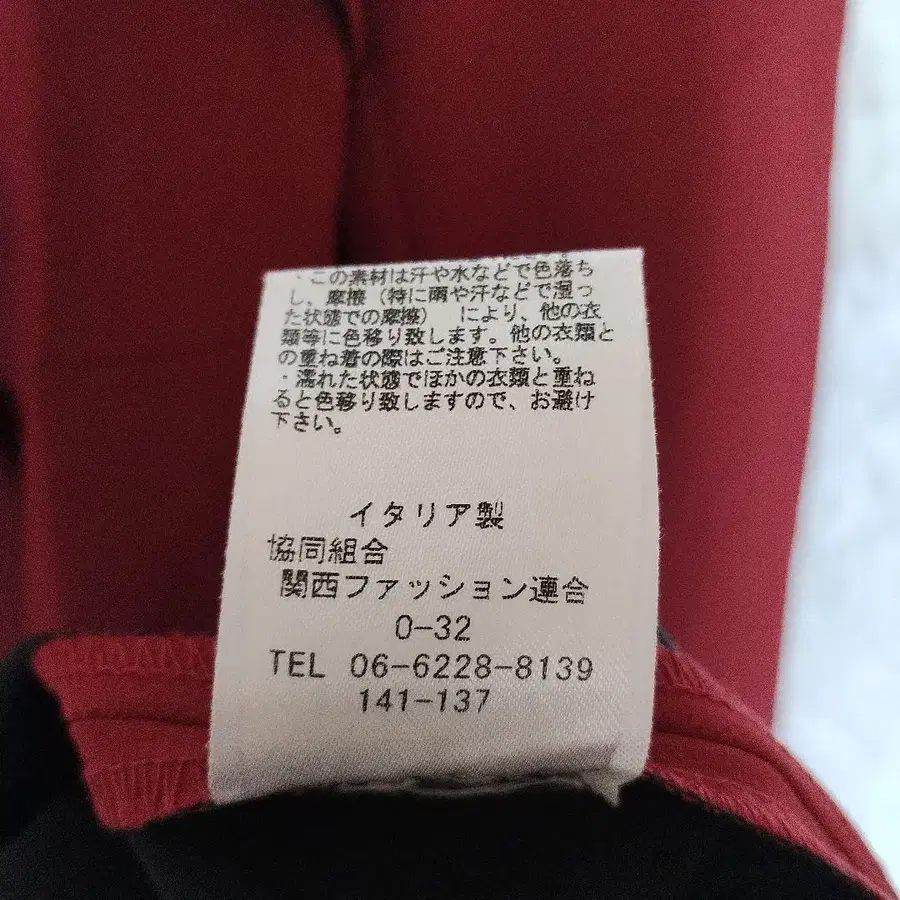 ・この素材は汗や水などで色落ち
し、摩擦（特に雨や汗などで湿っ
た状態での摩擦） により、他の衣
類等に色移り致します。他の衣類と
の重ね着の際はご注意下さい。
・濡れた状態でほかの衣類と重ね
ると色移り致しますので、お避け
下さい。
イタリア製
協同組合
関西ファッション連合
0-32
TEL 06-6228-8139
141-137